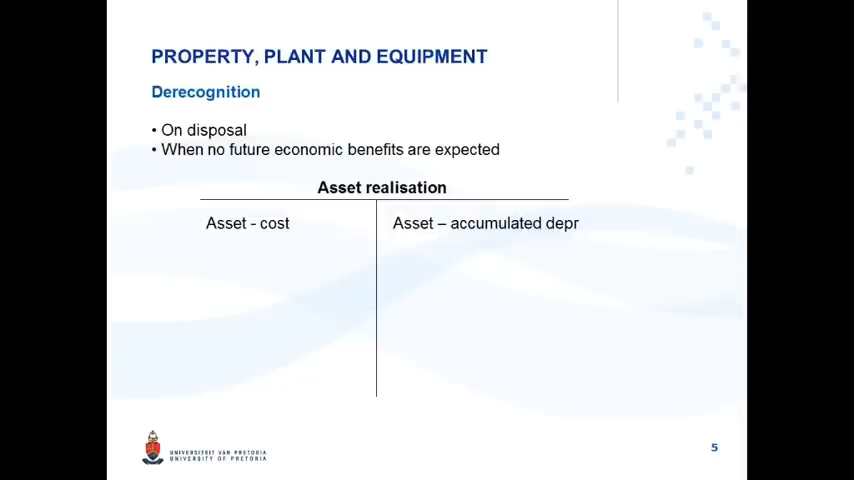 PROPERTY, PLANT AND EQUIPMENT
Derecognition
• On disposal
• When no future economic benefits are expected
Asset realisation
Asset - cost
Asset – accumulated depr
UNIVERSITEIT VAN PRETORIA
UNIVERSITY OF PRETORIA
5